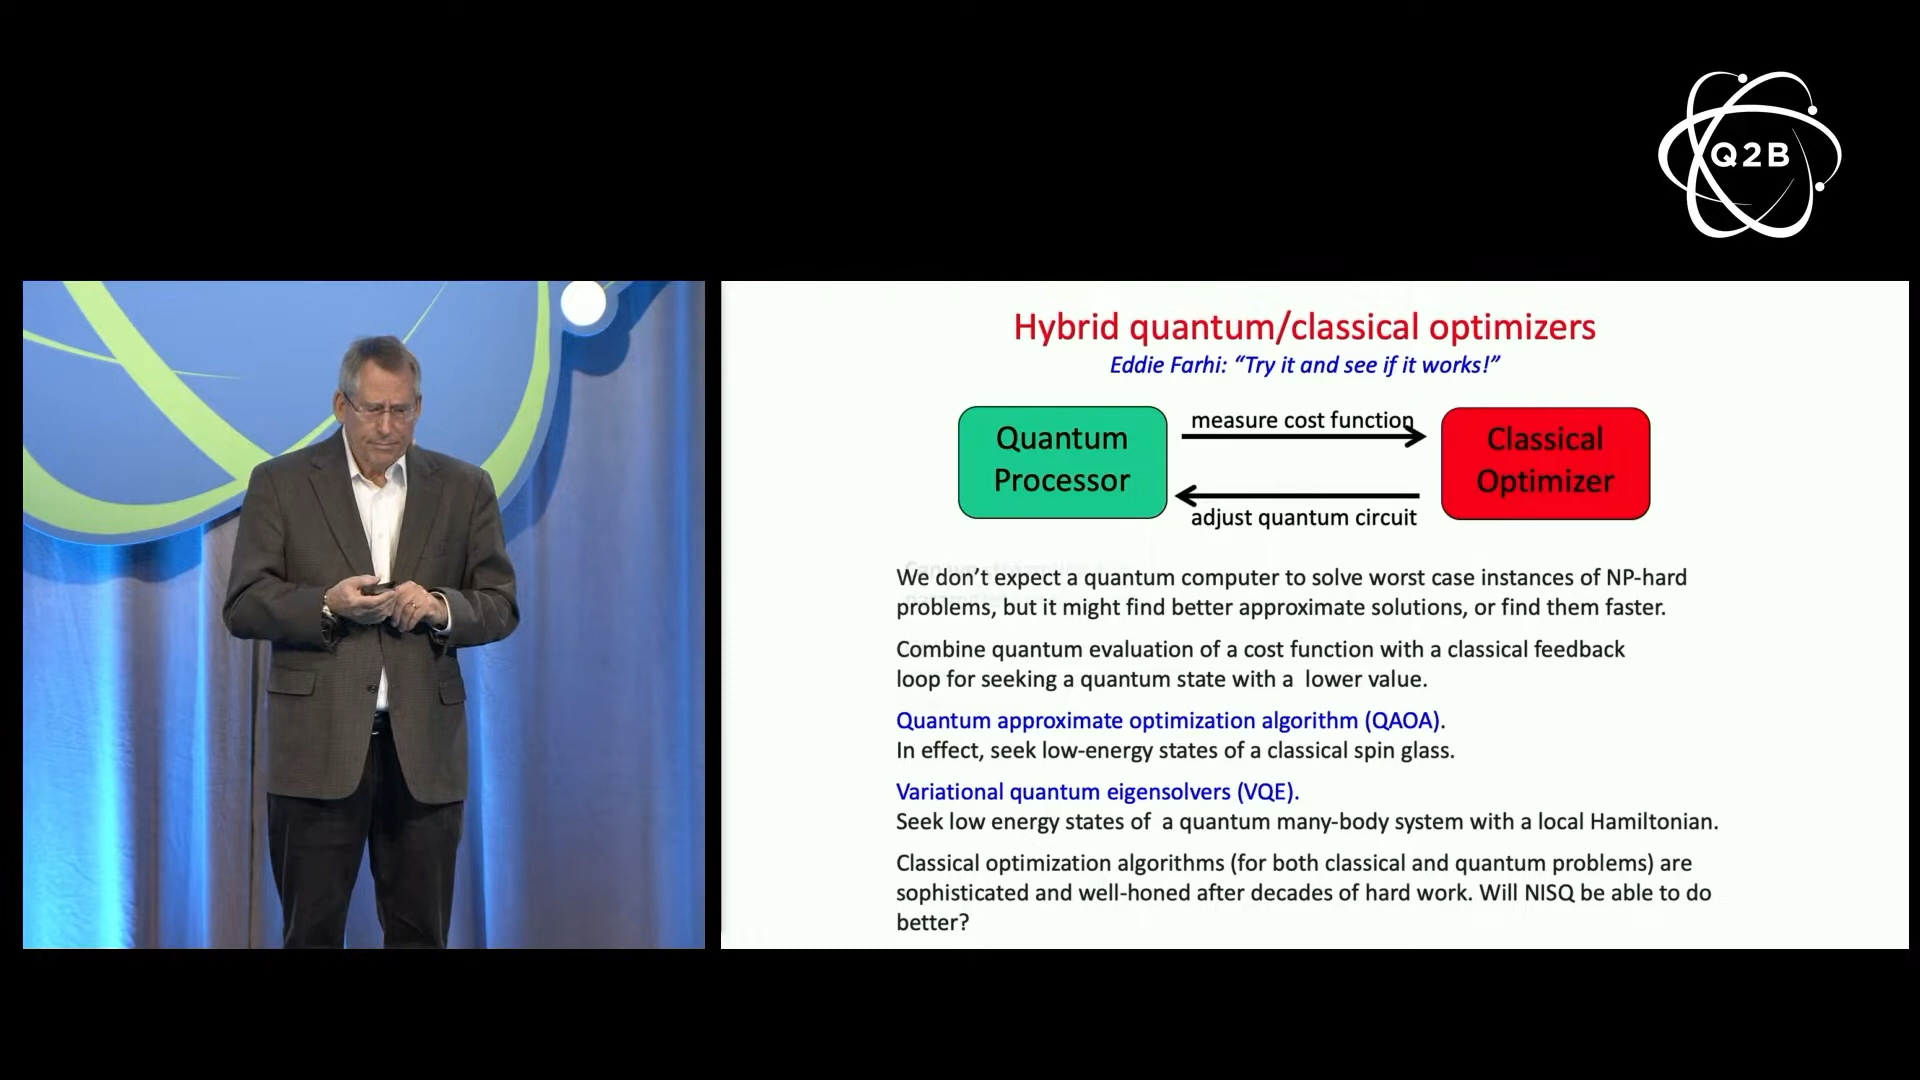 Q2B
Hybrid quantum/classical optimizers
Eddie Farhi: “Try it and see if it works!”
Quantum
Processor
measure cost function
adjust quantum circuit
Classical
Optimizer
We don’t expect a quantum computer to solve worst case instances of NP-hard
problems, but it might find better approximate solutions, or find them faster.
Combine quantum evaluation of a cost function with a classical feedback
loop for seeking a quantum state with a lower value.
Quantum approximate optimization algorithm (QAOA).
In effect, seek low-energy states of a classical spin glass.
Variational quantum eigensolvers (VQE).
Seek low energy states of a quantum many-body system with a local Hamiltonian.
Classical optimization algorithms (for both classical and quantum problems) are
sophisticated and well-honed after decades of hard work. Will NISQ be able to do
better?